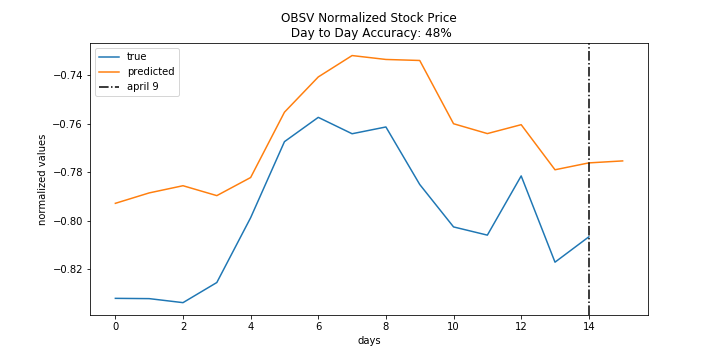 OBSV Normalized Stock Price
Day to Day Accuracy: 48%
true
predicted
april 9
normalized values
−0.74
−0.76
−0.78
−0.80
−0.82
0
2
4
6
8
10
12
14
days